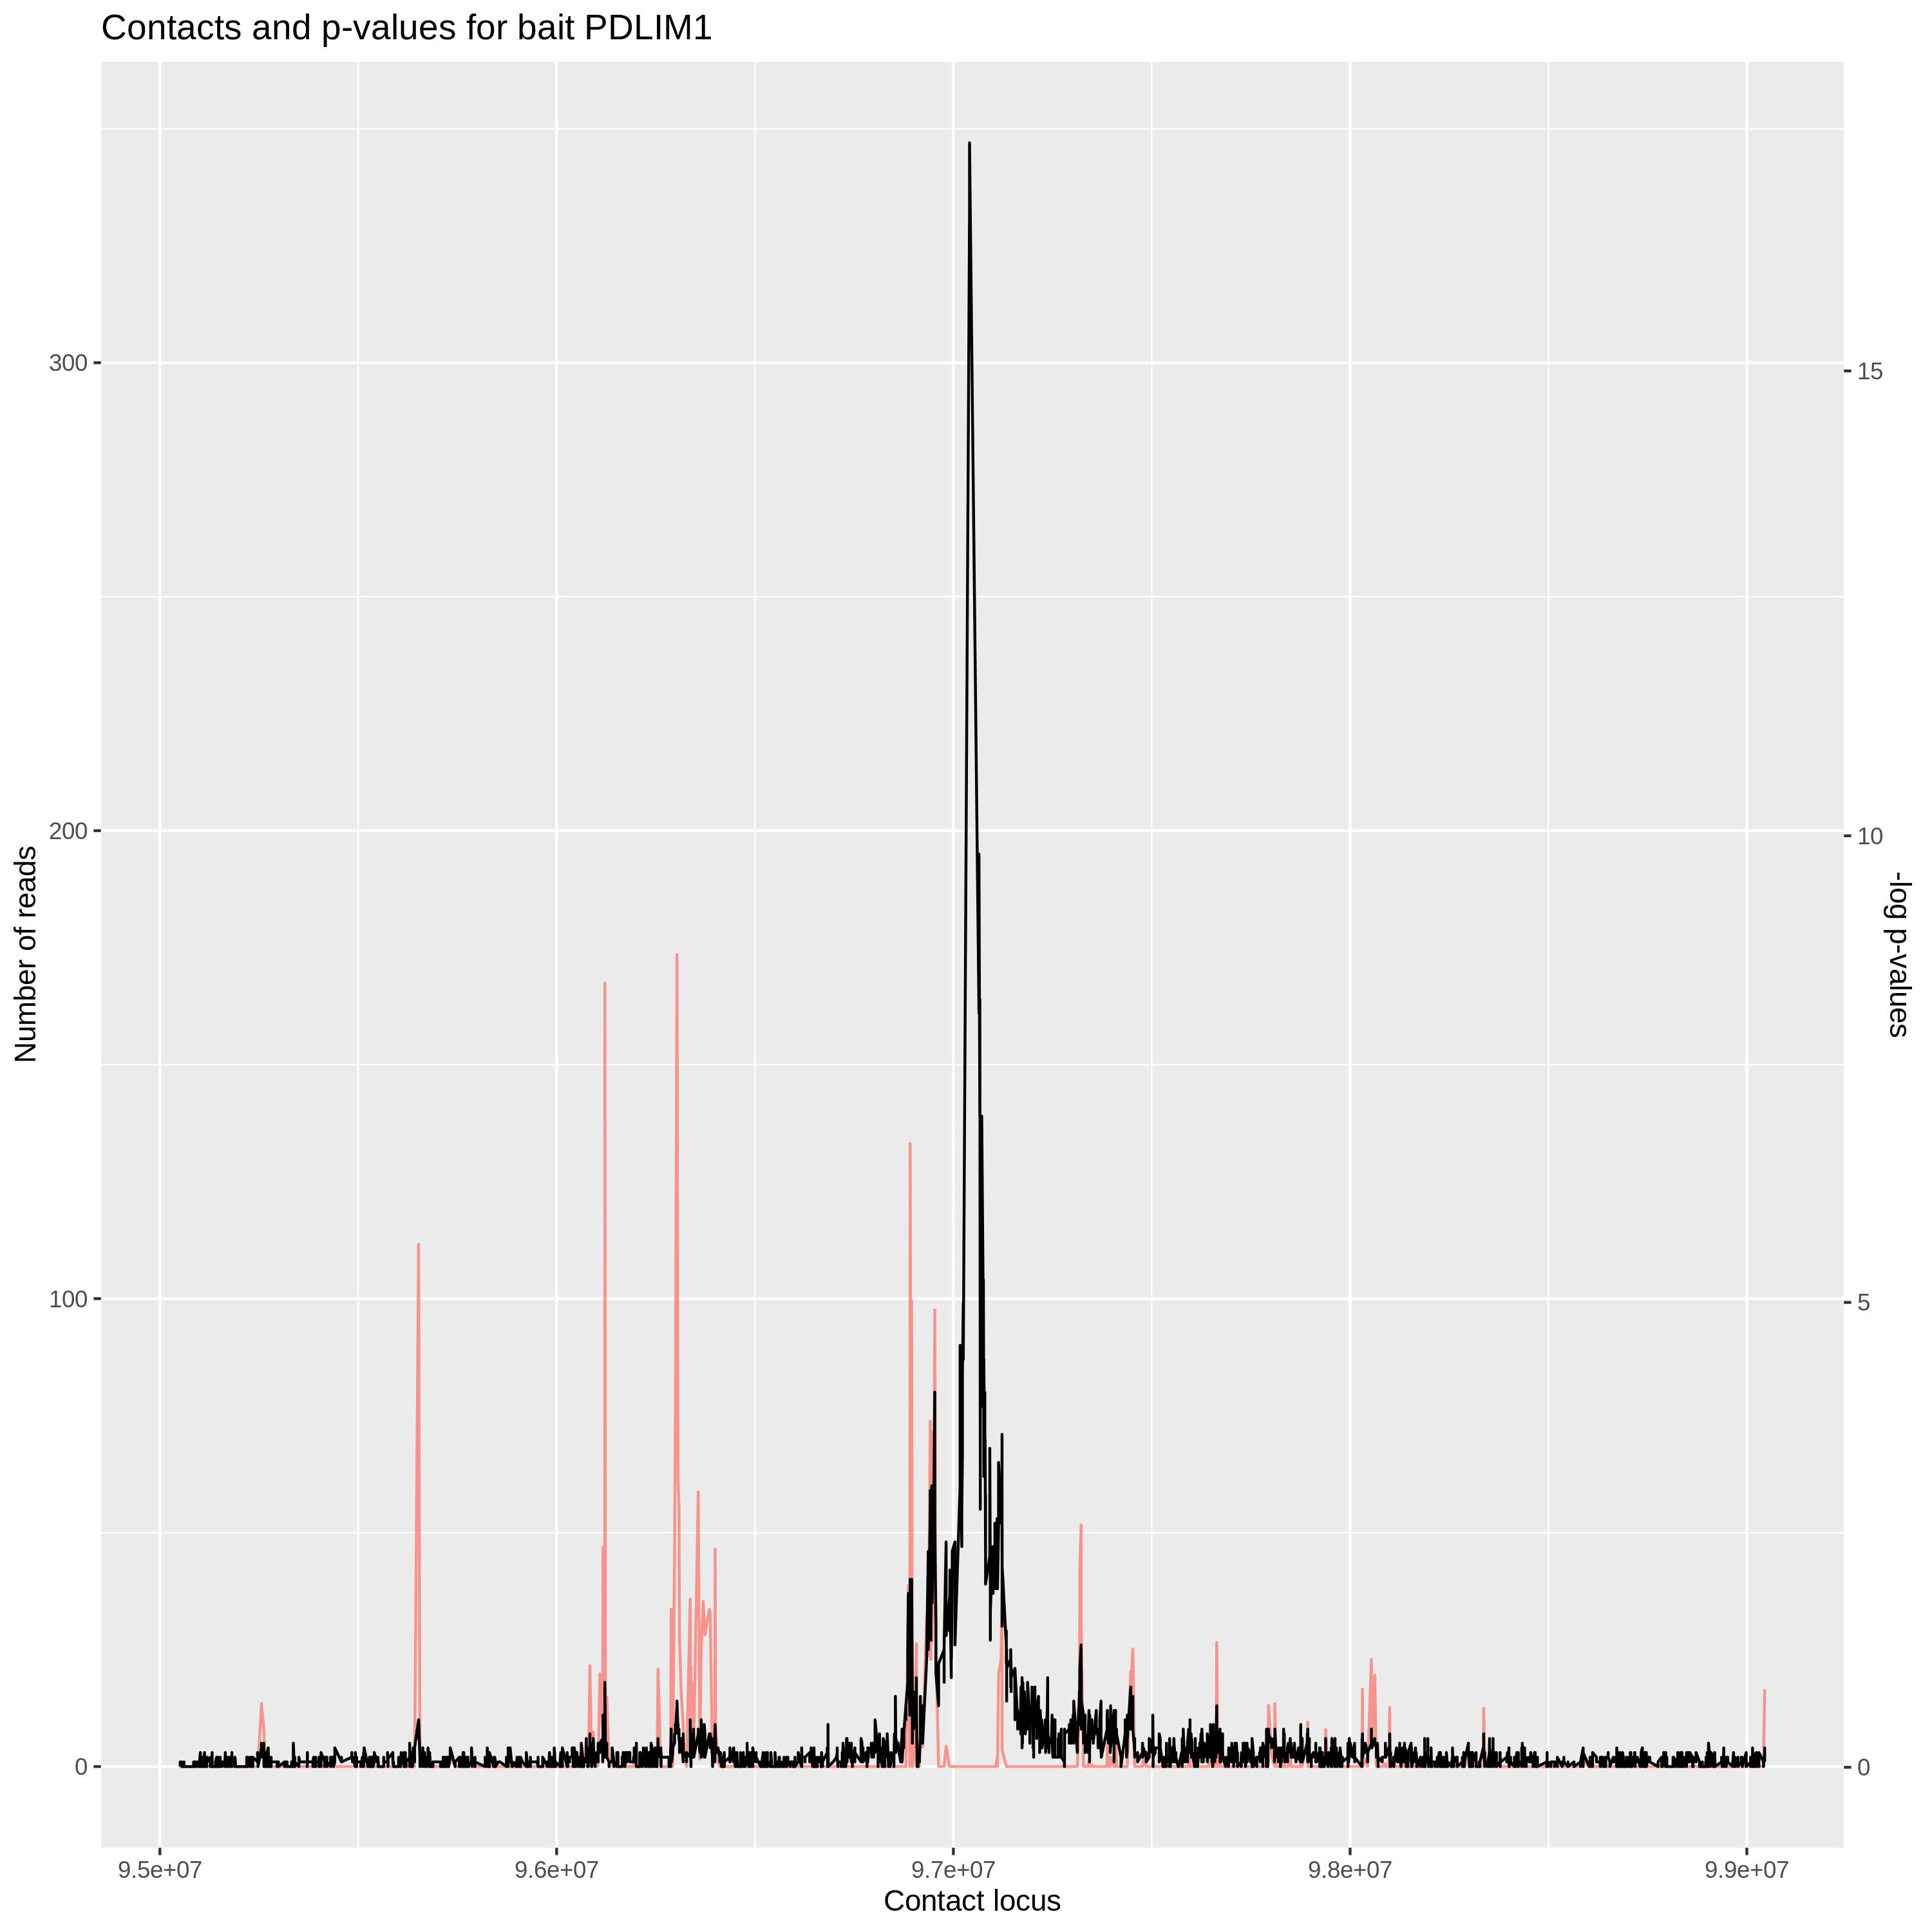 Contacts and p-values for bait PDLIM1
300
200
100
0
Number of reads
15
10
5
0
-log p-values
9.5e+07 9.6e+07 9.7e+07 9.8e+07 9.9e+07
Contact locus